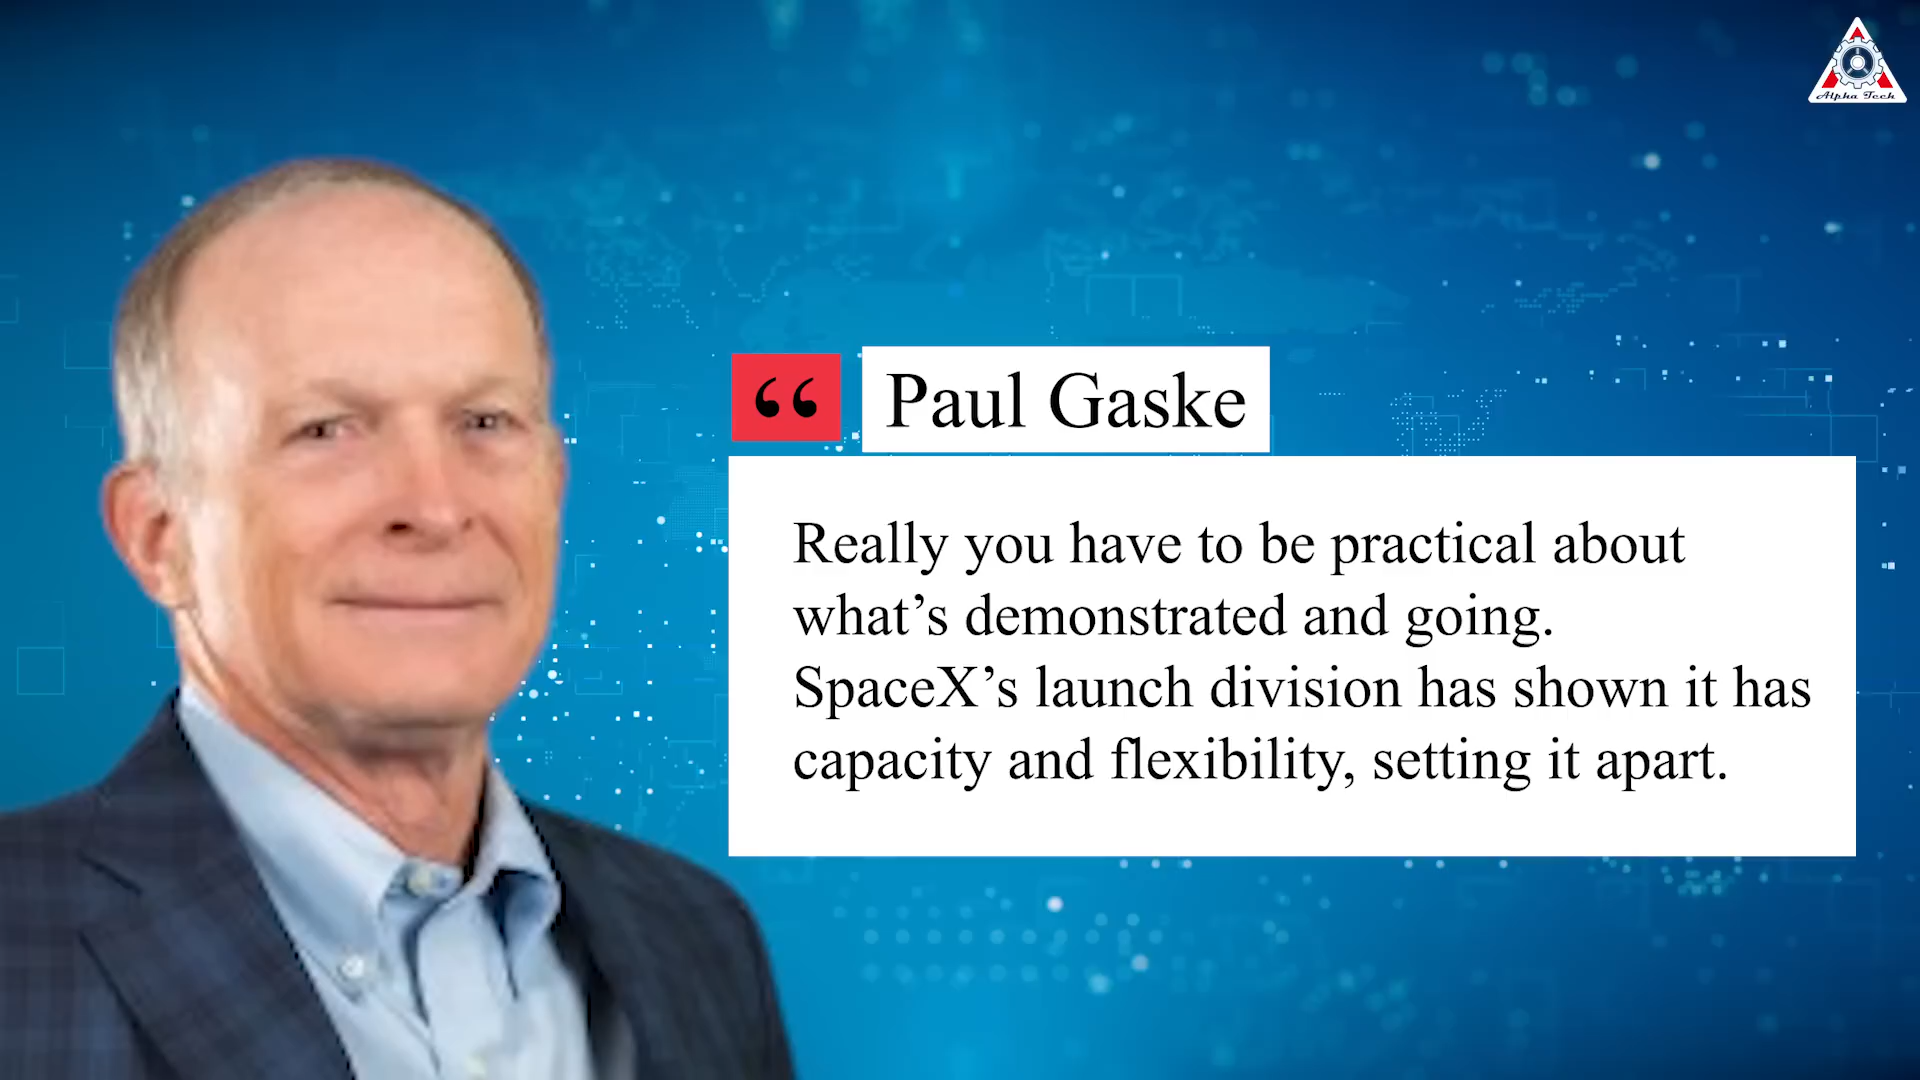 Alpha Tech
“
Paul Gaske
Really you have to be practical about
what’s demonstrated and going.
SpaceX’s launch division has shown it has
capacity and flexibility, setting it apart.